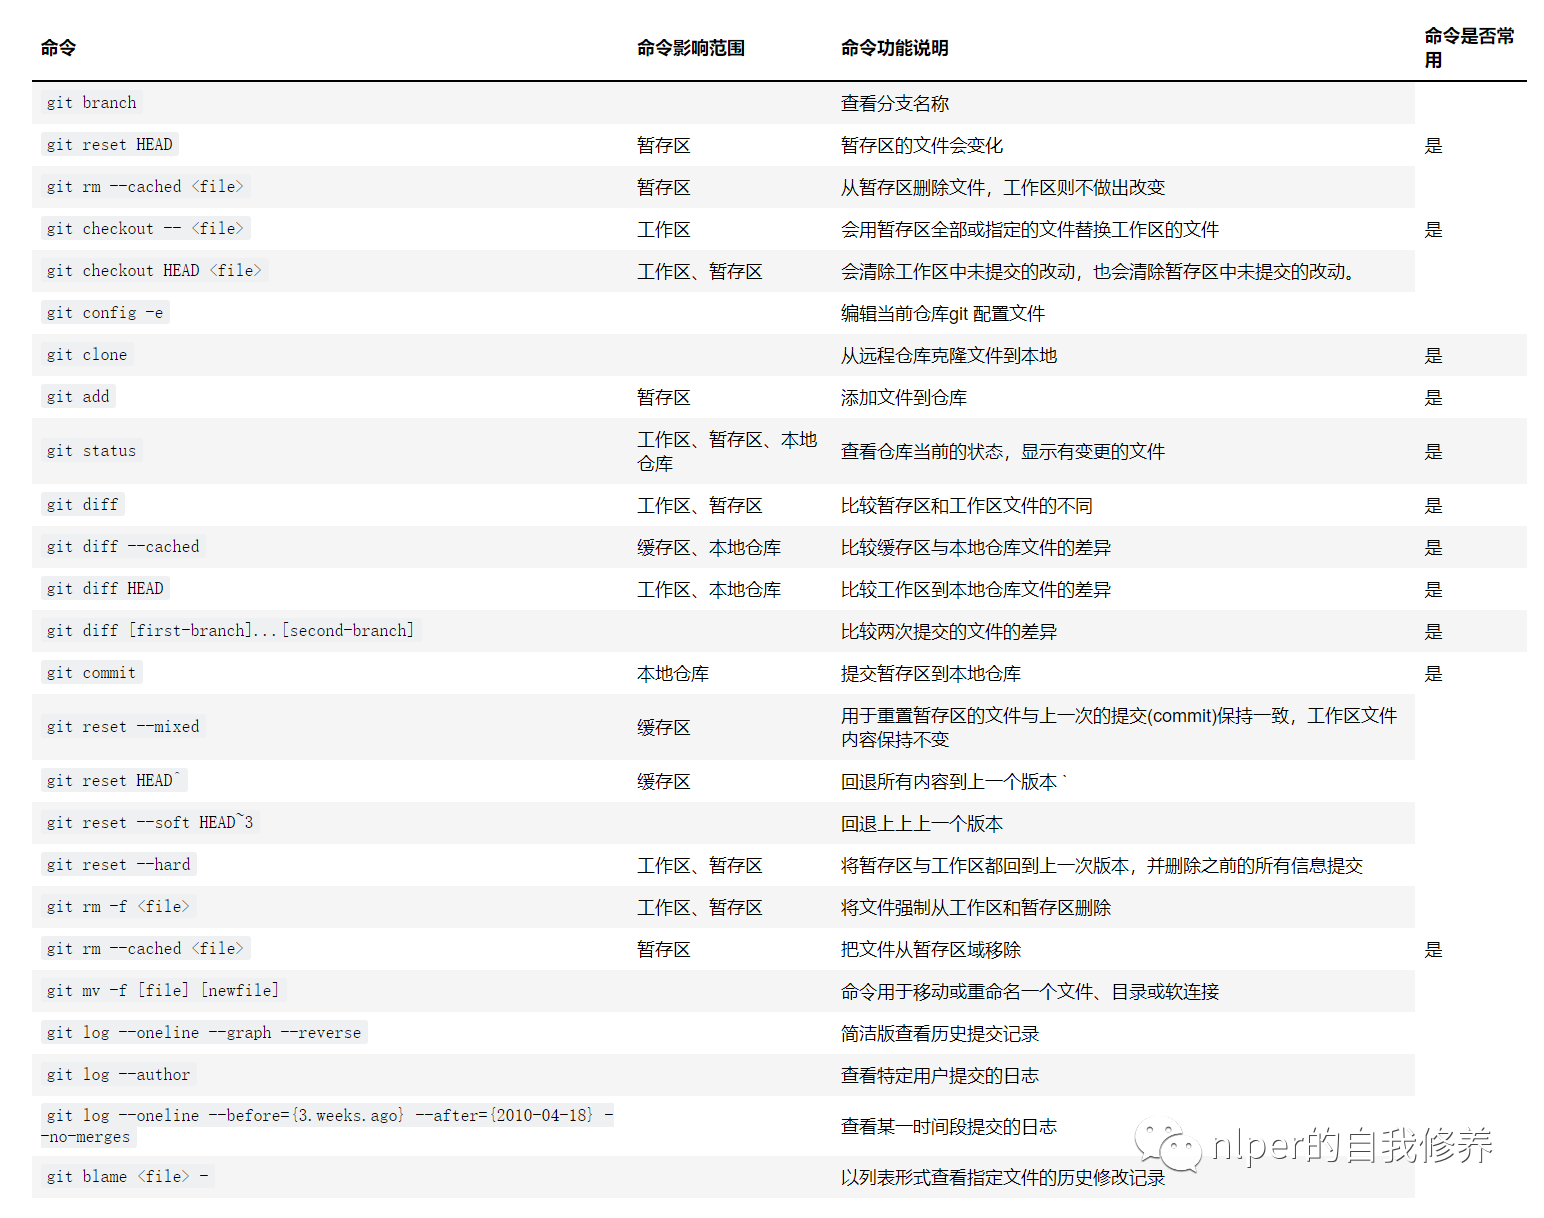 命令 命令影响范围 命令功能说明 命令是否常
用
git branch 查看分支名称
git reset HEAD 暂存区 暂存区的文件会变化 是
git rm --cached <file> 暂存区 从暂存区删除文件，工作区则不做出改变
git checkout -- <file> 工作区 会用暂存区全部或指定的文件替换工作区的文件 是
git checkout HEAD <file> 工作区、暂存区 会清除工作区中未提交的改动，也会清除暂存区中未提交的改动。
git config -e 编辑当前仓库git 配置文件
git clone 从远程仓库克隆文件到本地 是
git add 暂存区 添加文件到仓库 是
git status 工作区、暂存区、本地 查看仓库当前的状态，显示有变更的文件 是
仓库
git diff 工作区、暂存区 比较暂存区和工作区文件的不同 是
git diff --cached 缓存区、本地仓库 比较缓存区与本地仓库文件的差异 是
git diff HEAD 工作区、本地仓库 比较工作区到本地仓库文件的差异 是
git diff [first-branch]...[second-branch] 比较两次提交的文件的差异 是
git commit 本地仓库 提交暂存区到本地仓库 是
git reset --mixed 缓存区 用于重置暂存区的文件与上一次的提交(commit)保持一致，工作区文件
内容保持不变
git reset HEAD^ 缓存区 回退所有内容到上一个版本 `
git reset --soft HEAD~3 回退上上上一个版本
git reset --hard 工作区、暂存区 将暂存区与工作区都回到上一次版本，并删除之前的所有信息提交
git rm -f <file> 工作区、暂存区 将文件强制从工作区和暂存区删除
git rm --cached <file> 暂存区 把文件从暂存区域移除 是
git mv -f [file] [newfile] 命令用于移动或重命名一个文件、目录或软连接
git log --oneline --graph --reverse 简洁版查看历史提交记录
git log --author 查看特定用户提交的日志
git log --oneline --before={3.weeks.ago} --after={2010-04-18} - 查看某一时间段提交的日志
-no-merges
nlper的自我修养
git blame <file> - 以列表形式查看指定文件的历史修改记录